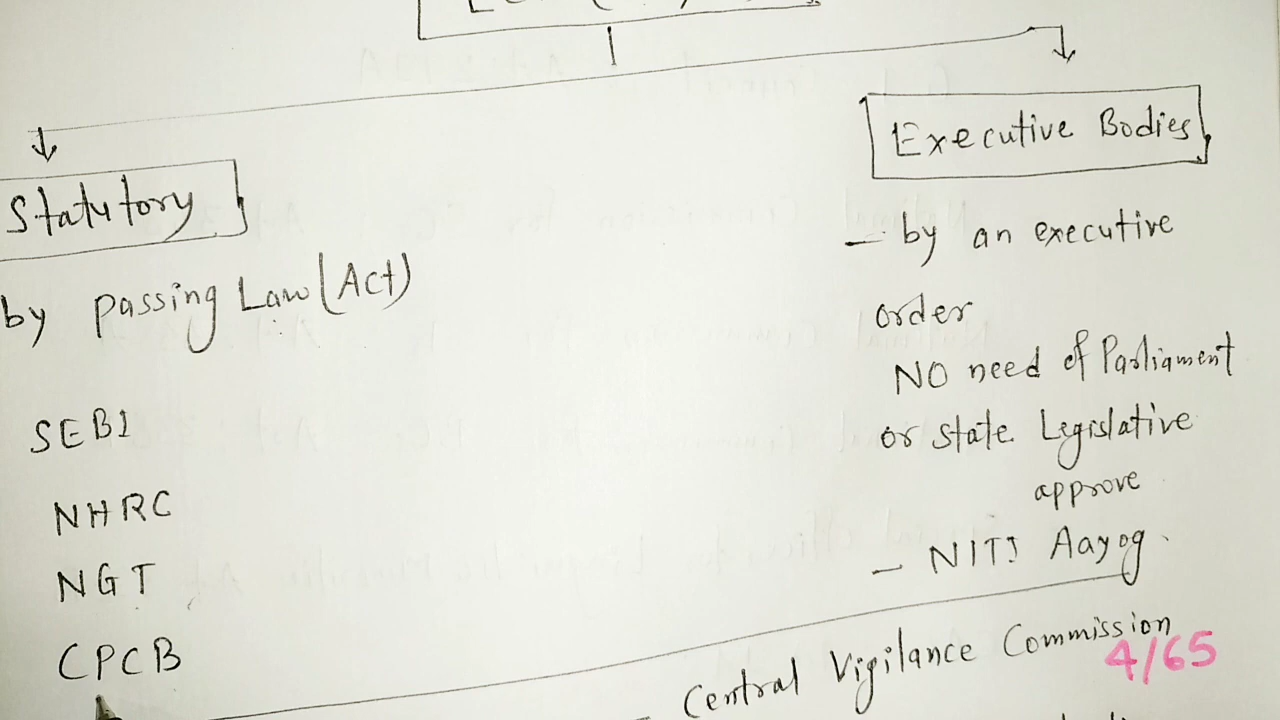 Statutory
by passing Law (Act)
SEBI
NHRC
NGT
CPCB
Executive Bodies
- by an executive
order
NO need of Parliament
or state Legislative
approve
- NITI Aayog.
Central Vigilance Commission
4/65